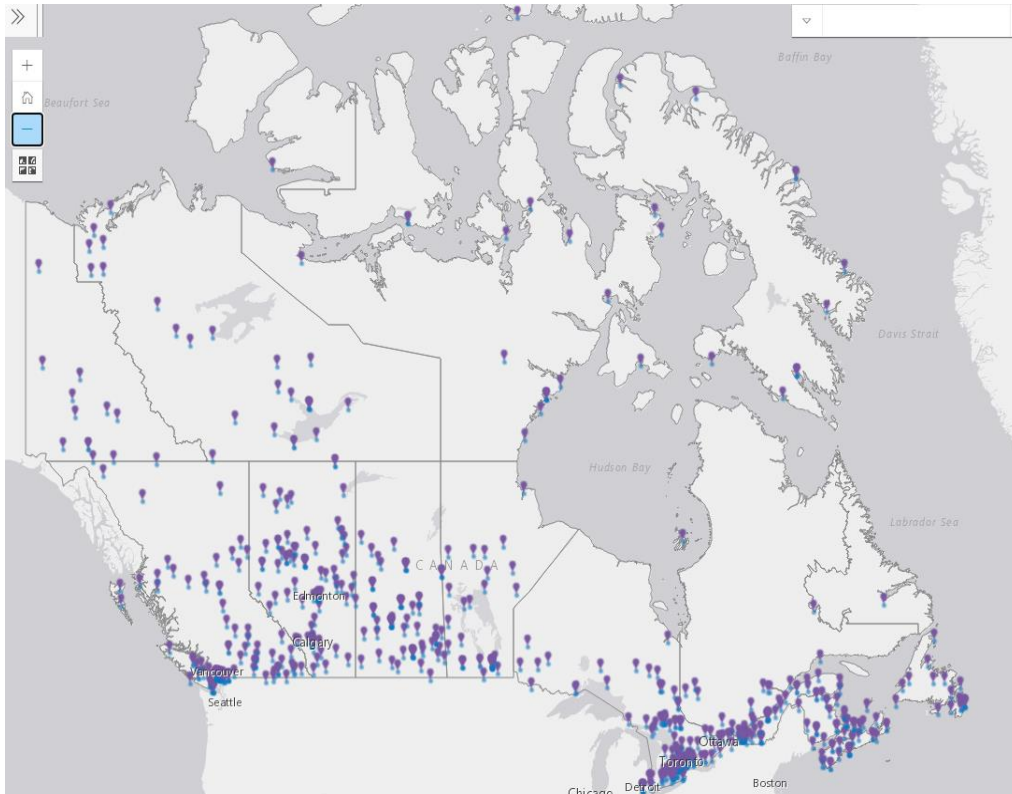 Baffin Bay
Beaufort Sea
Davis Strait
Hudson Bay
Labrador Sea
CANADA
Edmonton
Calgary
Vancouver
Seattle
Ottawa
Toronto
Boston
Detroit
Chicago